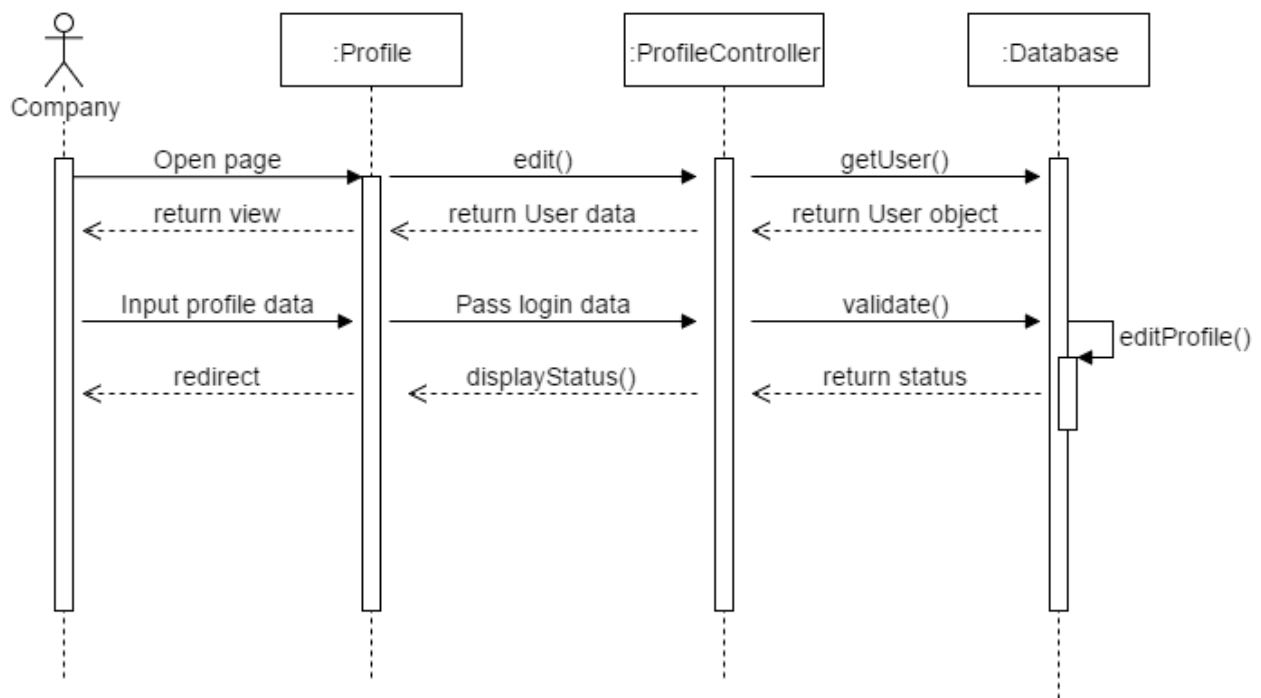 :Profile
:ProfileController
:Database
Company
Open page
edit()
getUser()
return view
return User data
return User object
Input profile data
Pass login data
validate()
editProfile()
redirect
displayStatus()
return status